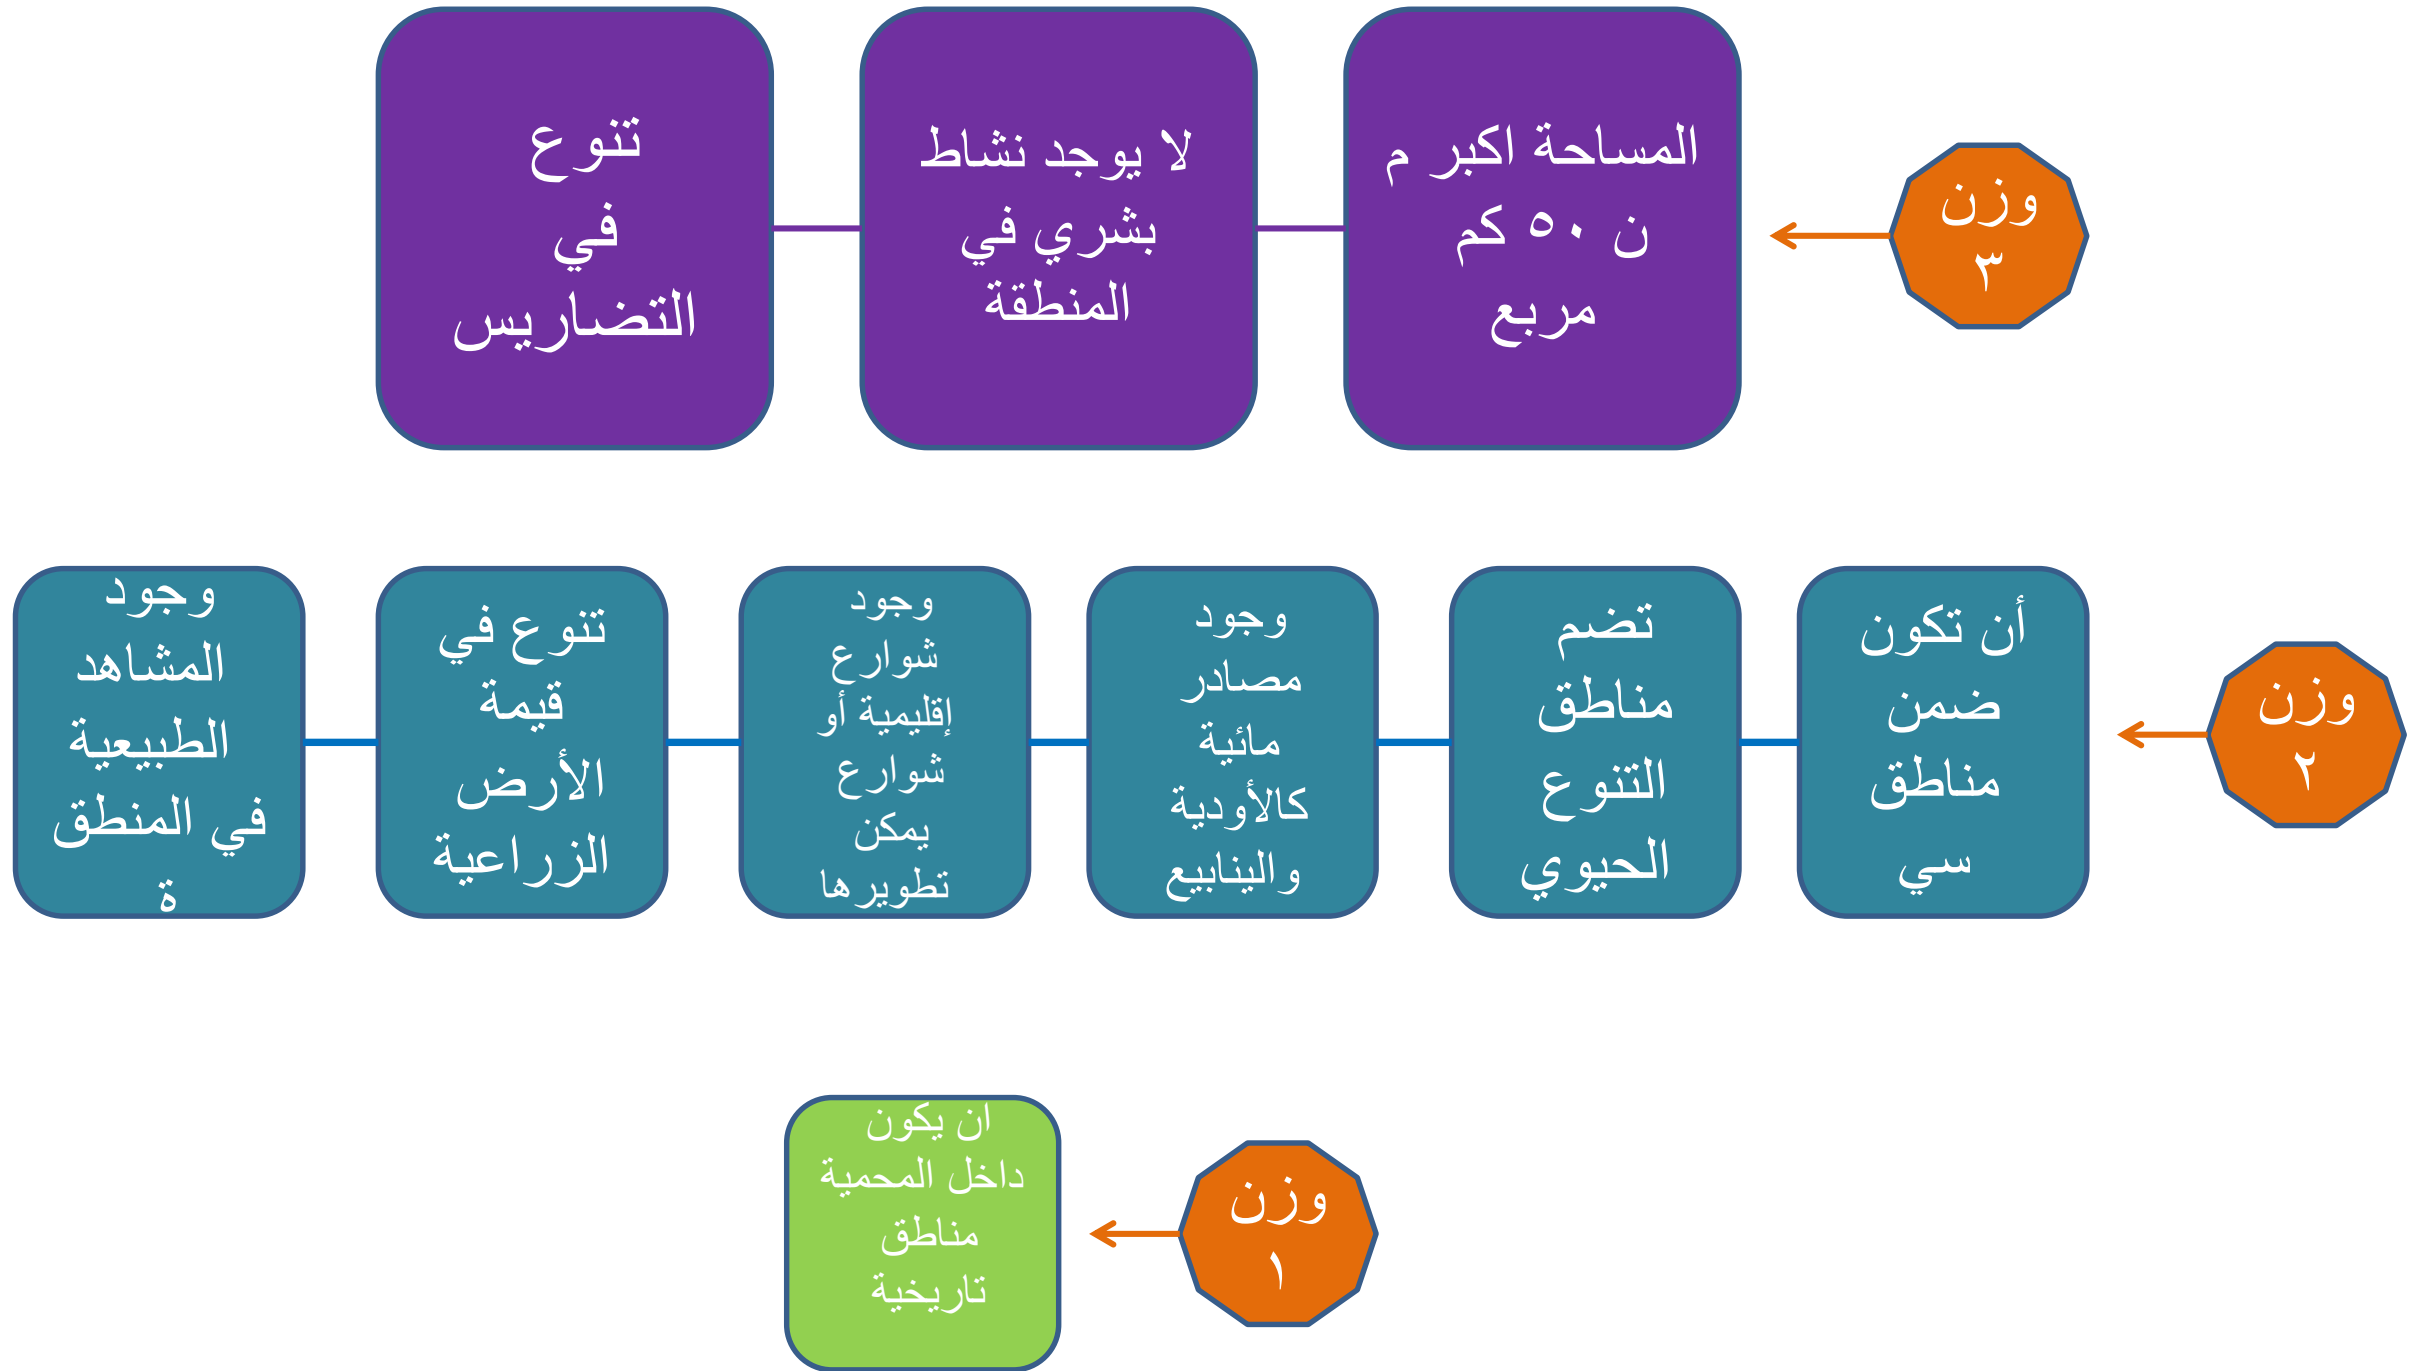 وزن
٣
المساحة اكبر م
ن ٥٠ كم
مربع
لا يوجد نشاط
بشري في
المنطقة
تنوع
في
التضاريس
وزن
٢
أن تكون
ضمن
مناطق
سي
تضم
مناطق
التنوع
الحيوي
وجود
مصادر
مائية
كالأودية
والينابيع
وجود
شوارع
إقليمية أو
شوارع
يمكن
تطويرها
تنوع في
قيمة
الأرض
الزراعية
وجود
المشاهد
الطبيعية
في المنطق
ة
وزن
١
ان يكون
داخل المحمية
مناطق
تاريخية